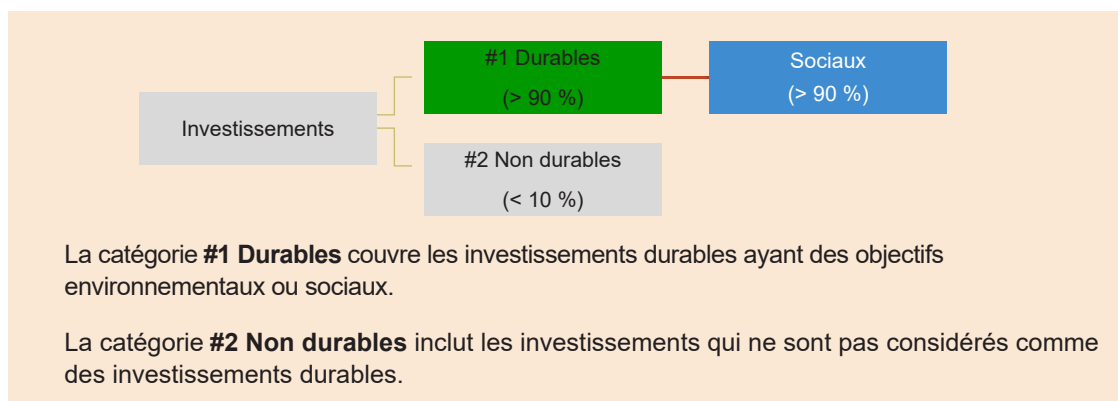 #1 Durables
(> 90 %)
Sociaux
(> 90 %)
Investissements
#2 Non durables
(< 10 %)
La catégorie #1 Durables couvre les investissements durables ayant des objectifs
environnementaux ou sociaux.
La catégorie #2 Non durables inclut les investissements qui ne sont pas considérés comme
des investissements durables.